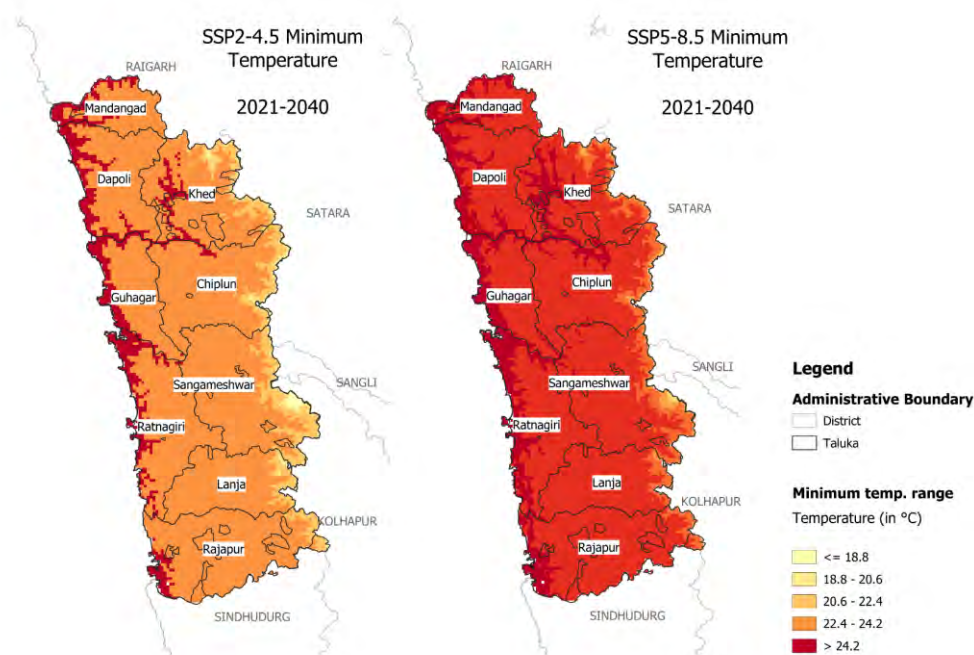 SSP2-4.5 Minimum
Temperature
2021-2040
RAIGARH
Mandangad
Dapoli
Khed
SATARA
Chiplun
Guhagar
Sangameshwar
SANGLI
Ratnagiri
Lanja
KOLHAPUR
Rajapur
SINDHUDURG
SSP5-8.5 Minimum
Temperature
2021-2040
RAIGARH
Mandangad
Dapoli
Khed
SATARA
Chiplun
Guhagar
Sangameshwar
SANGLI
Ratnagiri
Lanja
KOLHAPUR
Rajapur
SINDHUDURG
Legend
Administrative Boundary
District
Taluka
Minimum temp. range
Temperature (in °C)
<= 18.8
18.8 - 20.6
20.6 - 22.4
22.4 - 24.2
> 24.2